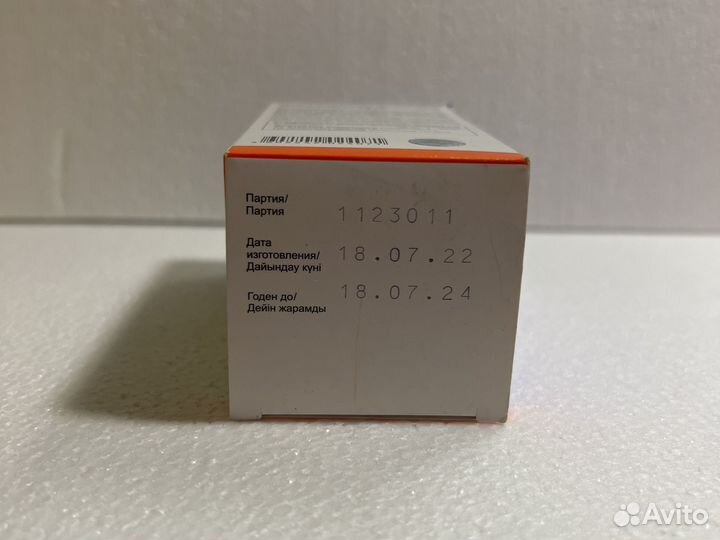 Партия/
Партия
1123011
Дата
изготовления/
Дайындау күні
18.07.22
Годен до/
Дейін жарамды
18.07.24
Avito